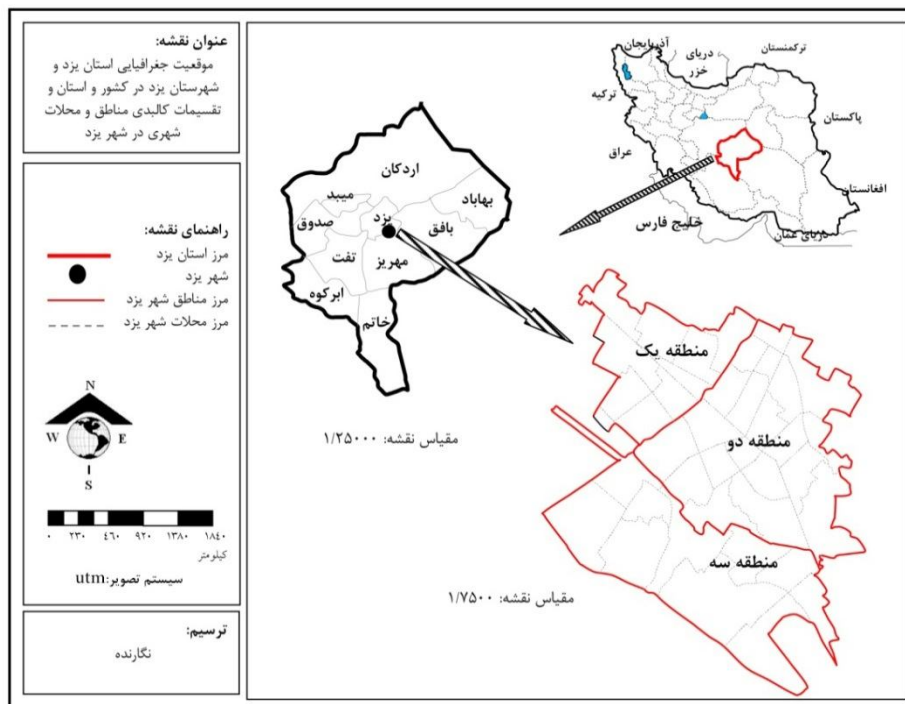 عنوان نقشه:
موقعیت جغرافیایی استان یزد و
شهرستان یزد در کشور و استان و
تقسیمات کالبدی مناطق و محلات
شهری در شهر یزد
راهنمای نقشه:
مرز استان یزد
شهر یزد
مرز مناطق شهر یزد
مرز محلات شهر یزد
N
W E
S
۰ ۲۳۰ ۴۶۰ ۹۲۰ ۱۳۸۰ ۱۸۴۰
کیلومتر
سیستم تصویر:utm
ترسیم:
نگارنده
آذربایجان
دریای
خزر
ترکمنستان
ترکیه
پاکستان
عراق
افغانستان
خلیج فارس
دریای عمان
اردکان
میبد
بهاباد
صدوق
یزد
بافق
تفت
مهریز
ابرکوه
خاتم
مقیاس نقشه: ۱/۲۵۰۰۰
منطقه یک
منطقه دو
منطقه سه
مقیاس نقشه: ۱/۷۵۰۰